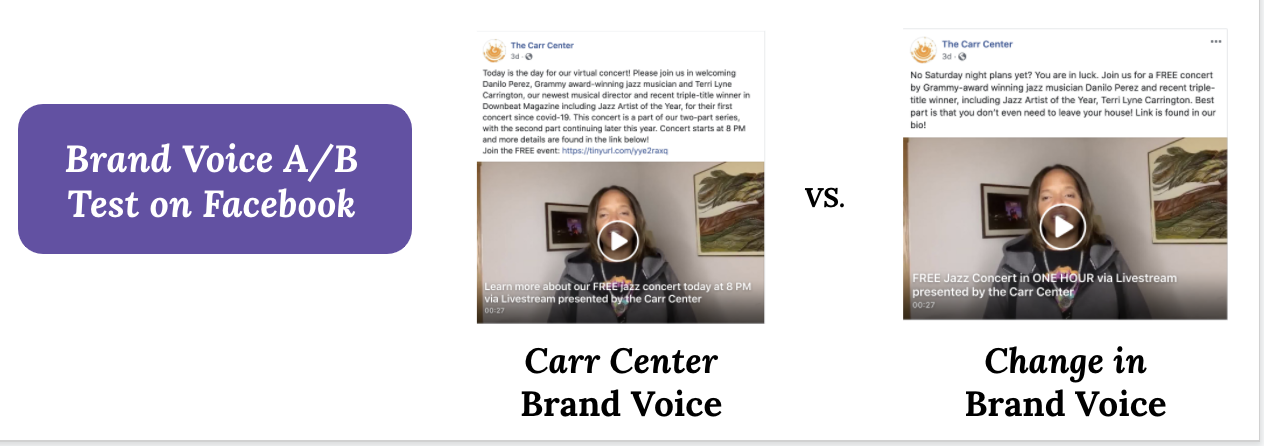 Brand Voice A/B
Test on Facebook
The Carr Center
3d ·
Today is the day for our virtual concert! Please join us in welcoming
Danilo Perez, Grammy award-winning jazz musician and Terri Lyne
Carrington, our newest musical director and recent triple-title winner in
Downbeat Magazine including Jazz Artist of the Year, for their first
concert since covid-19. This concert is a part of our two-part series,
with the second part continuing later this year. Concert starts at 8 PM
and more details are found in the link below!
Join the FREE event: https://tinyurl.com/yye2raxq
Learn more about our FREE jazz concert today at 8 PM
via Livestream presented by the Carr Center
00:27
Carr Center
Brand Voice
vs.
The Carr Center
3d ·
No Saturday night plans yet? You are in luck. Join us for a FREE concert
by Grammy-award winning jazz musician Danilo Perez and recent triple-
title winner, including Jazz Artist of the Year, Terri Lyne Carrington. Best
part is that you don't even need to leave your house! Link is found in our
bio!
FREE Jazz Concert in ONE HOUR via Livestream
presented by the Carr Center
00:27
Change in
Brand Voice